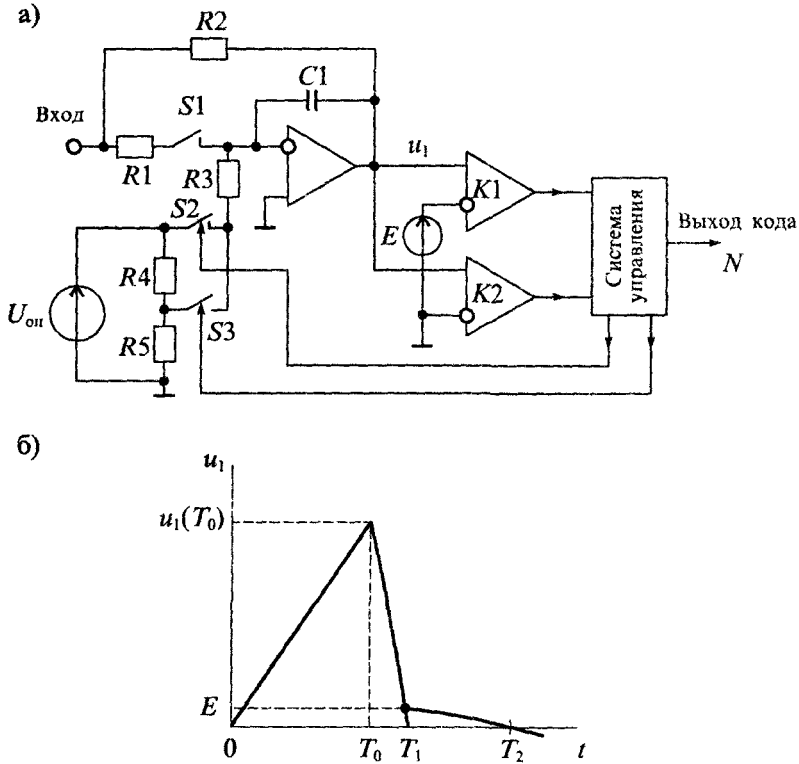 а)
R2
C1
Вход
S1
R1
R3
u₁
K1
S2
E
Система управления
Выход кода
N
R4
K2
Uон
S3
R5
б)
u₁
u₁(T₀)
E
0
T₀
T₁
T₂
t